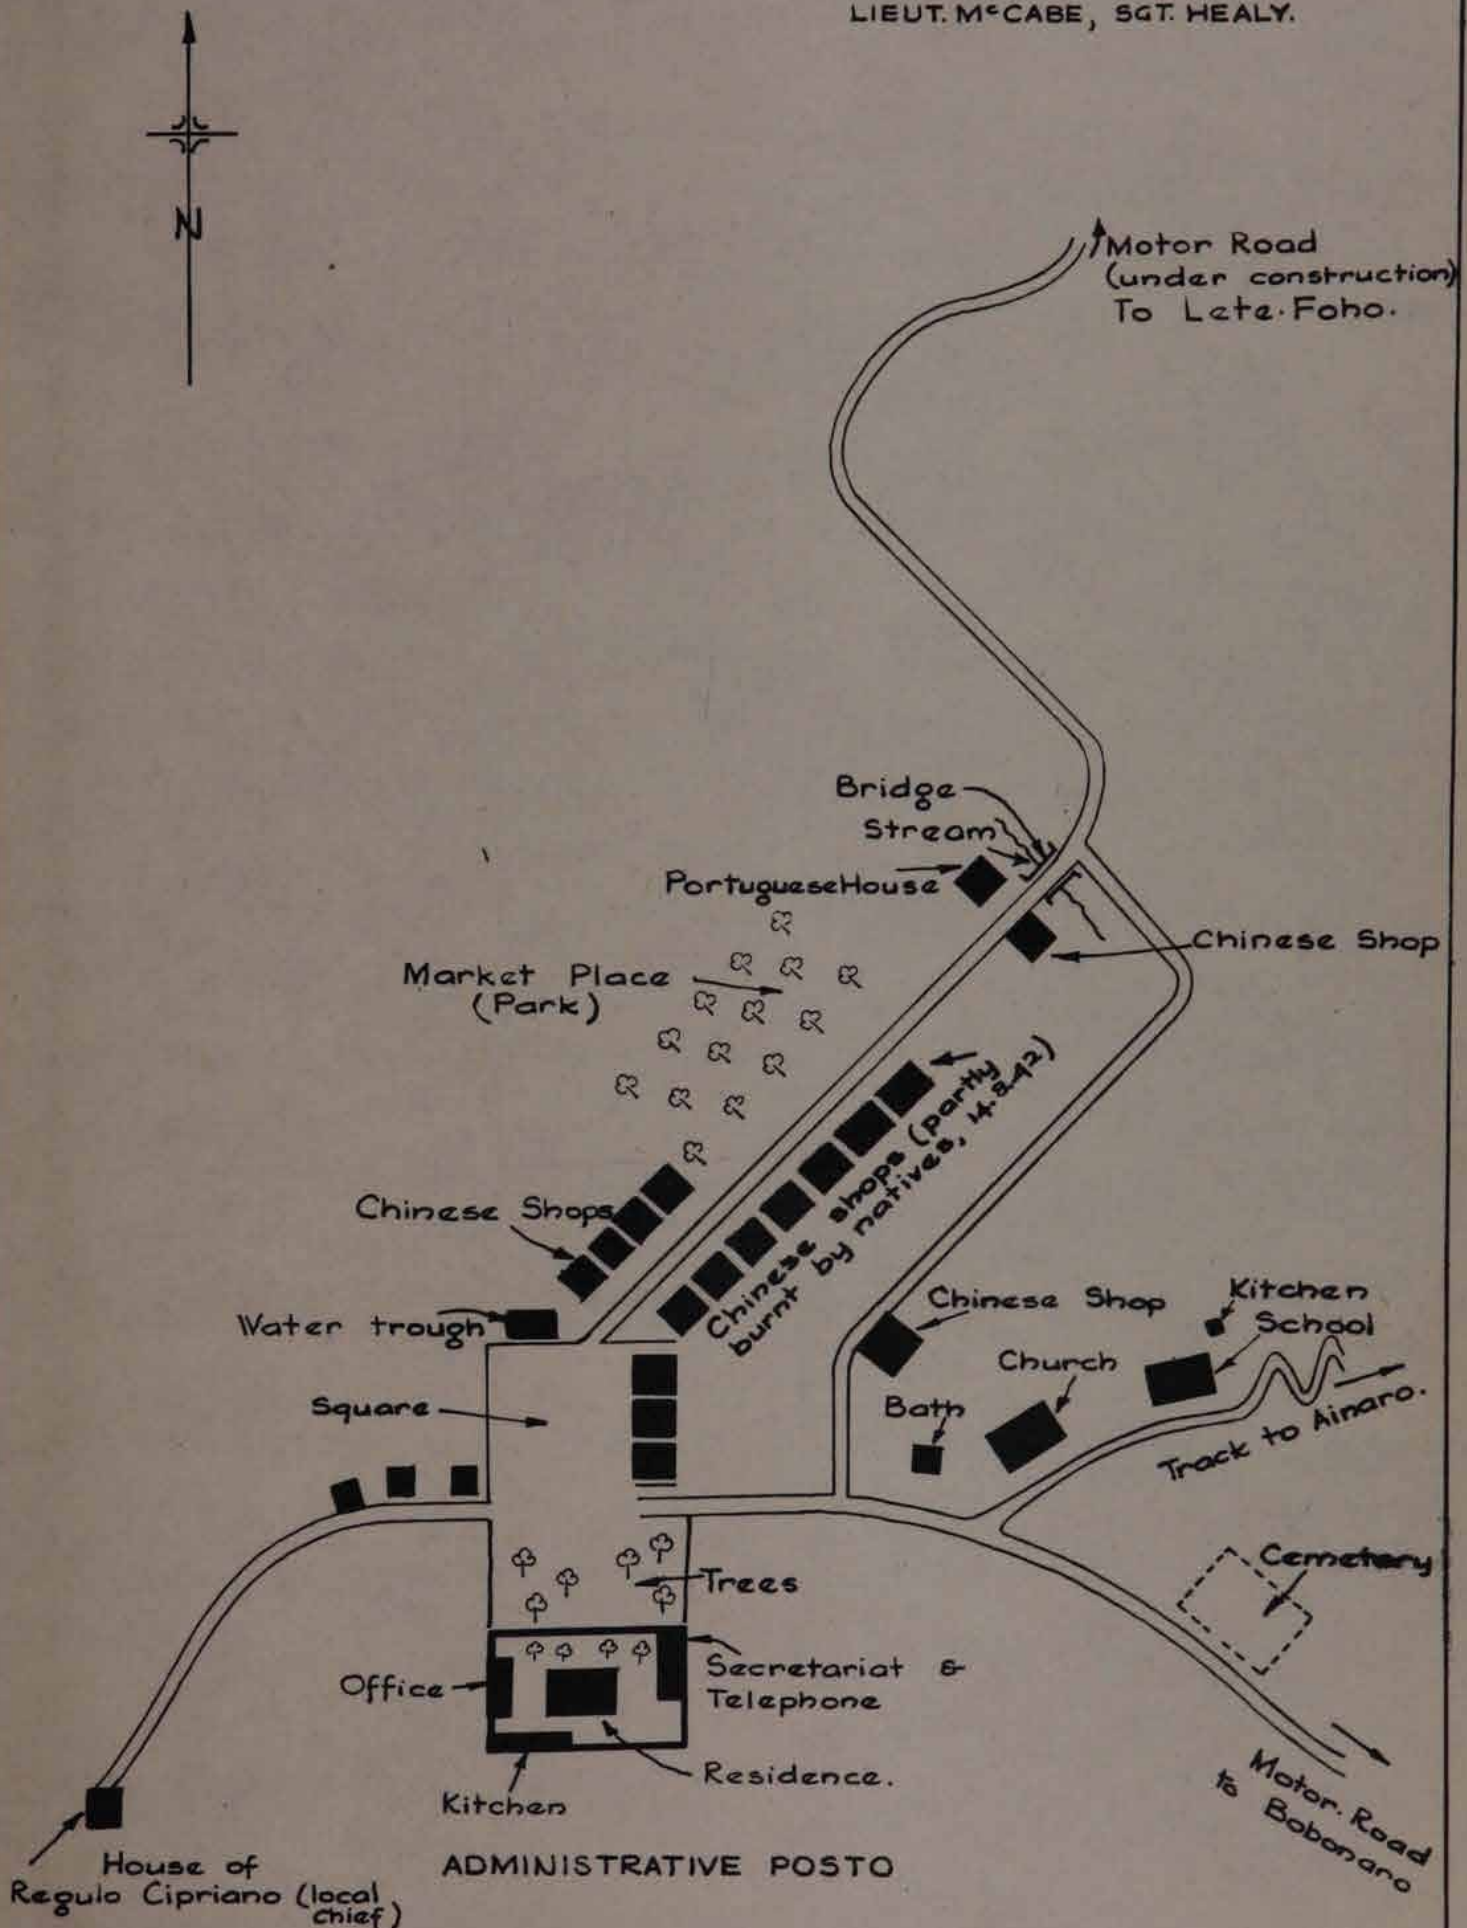 LIEUT. McCABE, SGT. HEALY.
N
Motor Road
(under construction)
To Lete.Foho.
Bridge
Stream
Portuguese House
Chinese Shop
Market Place
(Park)
Chinese shops (partly
burnt by natives, 14.8.42)
Chinese Shops
Water trough
Chinese Shop
Kitchen
School
Church
Square
Bath
Track to Ainaro.
Cemetery
Trees
Office
Secretariat &
Telephone
Residence.
Kitchen
Motor. Road
to Bobonaro
House of
Regulo Cipriano (local
chief)
ADMINISTRATIVE POSTO